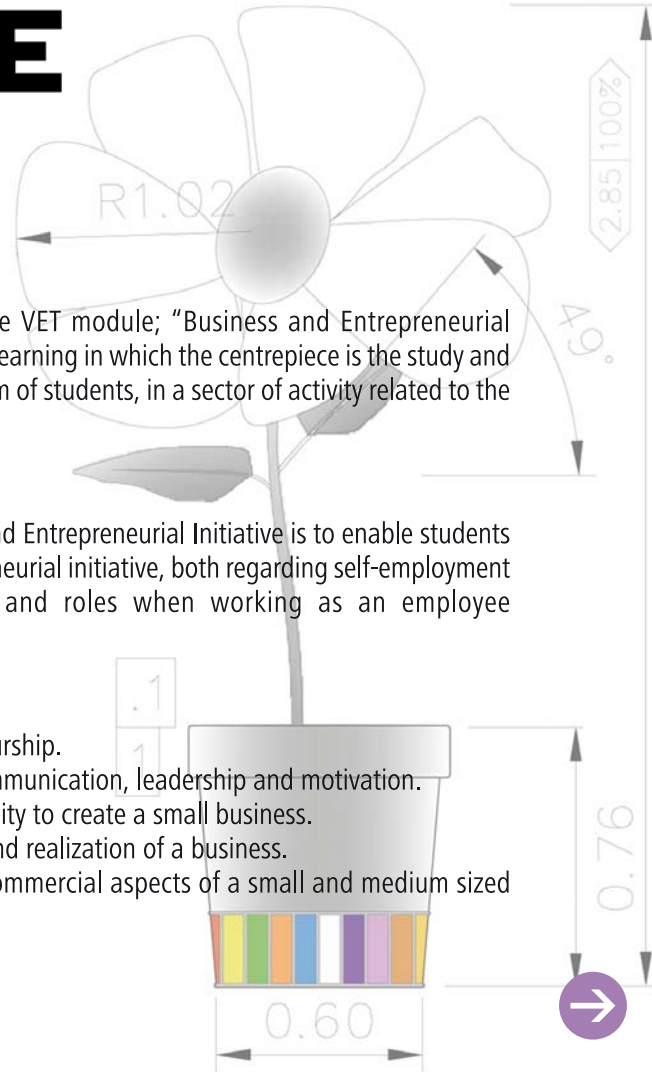 E
R1.02
2.85 100%
49°
e VET module; “Business and Entrepreneurial
earning in which the centrepiece is the study and
m of students, in a sector of activity related to the
nd Entrepreneurial Initiative is to enable students
neurial initiative, both regarding self-employment
and roles when working as an employee
.1
1
urship.
mmunication, leadership and motivation.
ity to create a small business.
nd realization of a business.
ommercial aspects of a small and medium sized
0.76
0.60